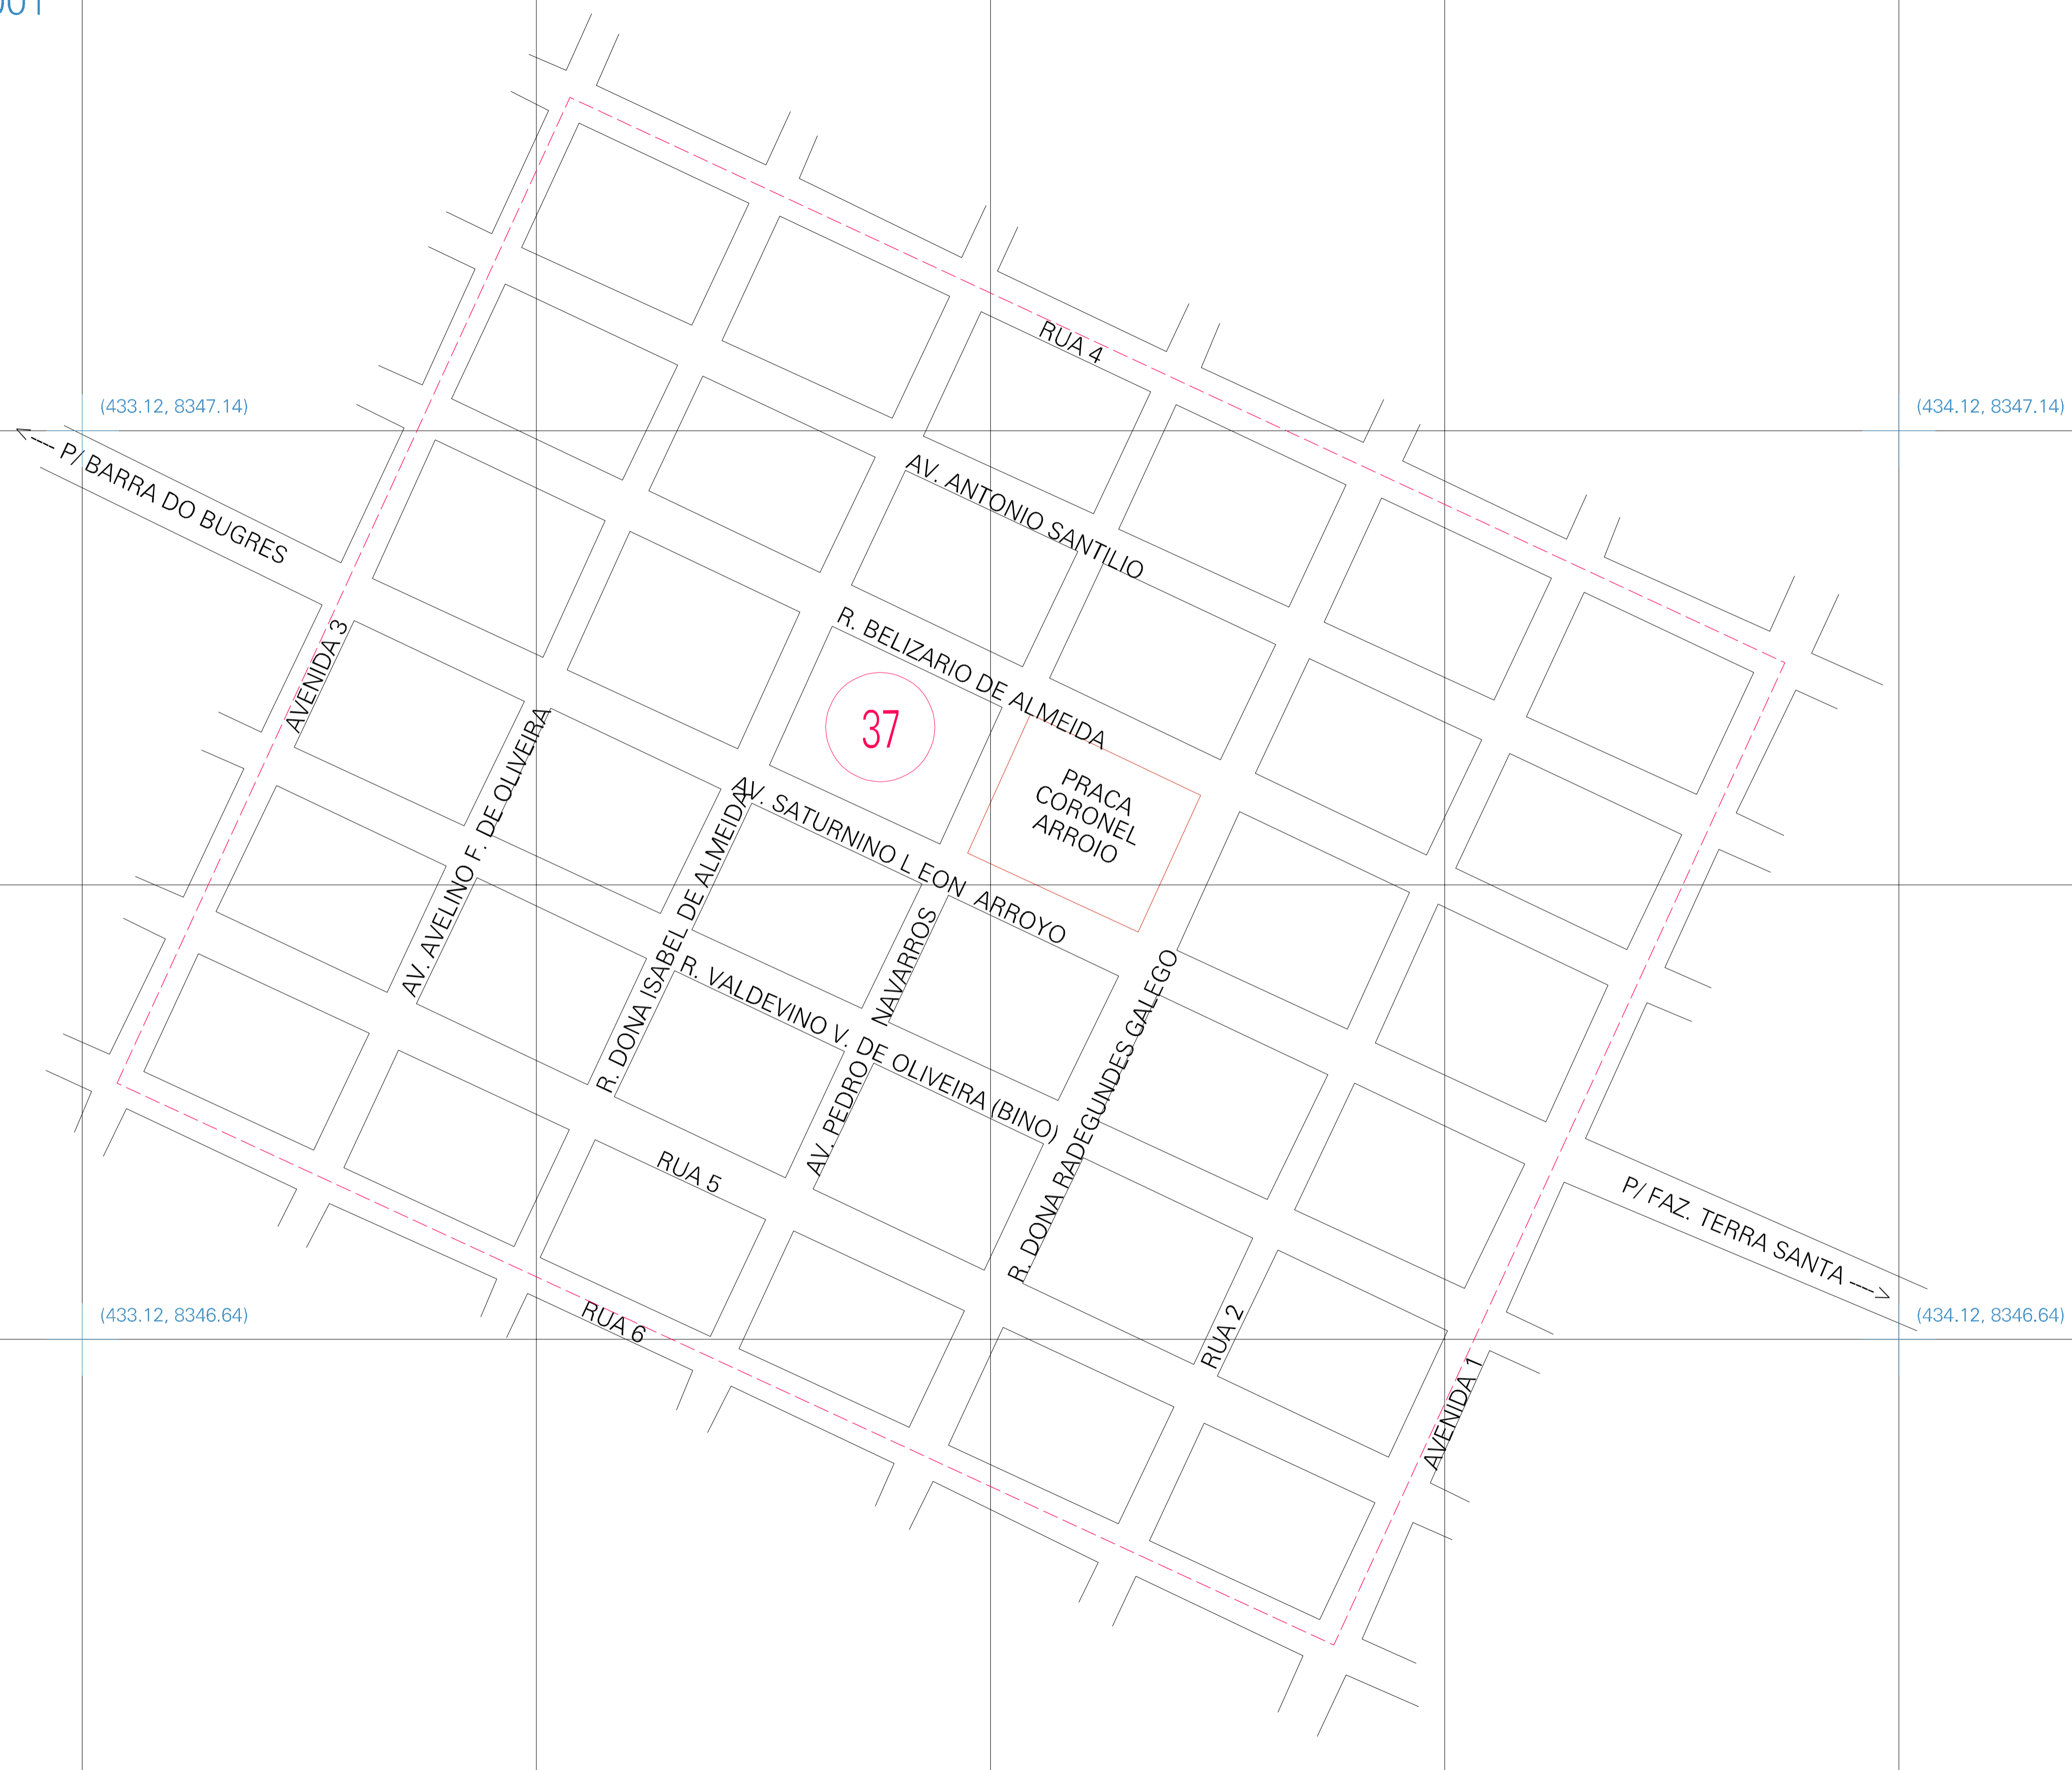 001
RUA 4
(433.12, 8347.14)
(434.12, 8347.14)
<---- P/ BARRA DO BUGRES
AV. ANTONIO SANTILIO
R. BELIZARIO DE ALMEIDA
AVENIDA 3
37
AV. AVELINO F. DE OLIVEIRA
PRACA
CORONEL
ARROIO
AV. SATURNINO L EON ARROYO
R. DONA ISABEL DE ALMEIDA
AV. PEDRO NAVARROS
R. VALDEVINO V. DE OLIVEIRA (BINO)
R. DONA RADEGUNDES GALEGO
RUA 5
P/ FAZ. TERRA SANTA ---->
(433.12, 8346.64)
RUA 6
RUA 2
(434.12, 8346.64)
AVENIDA 1